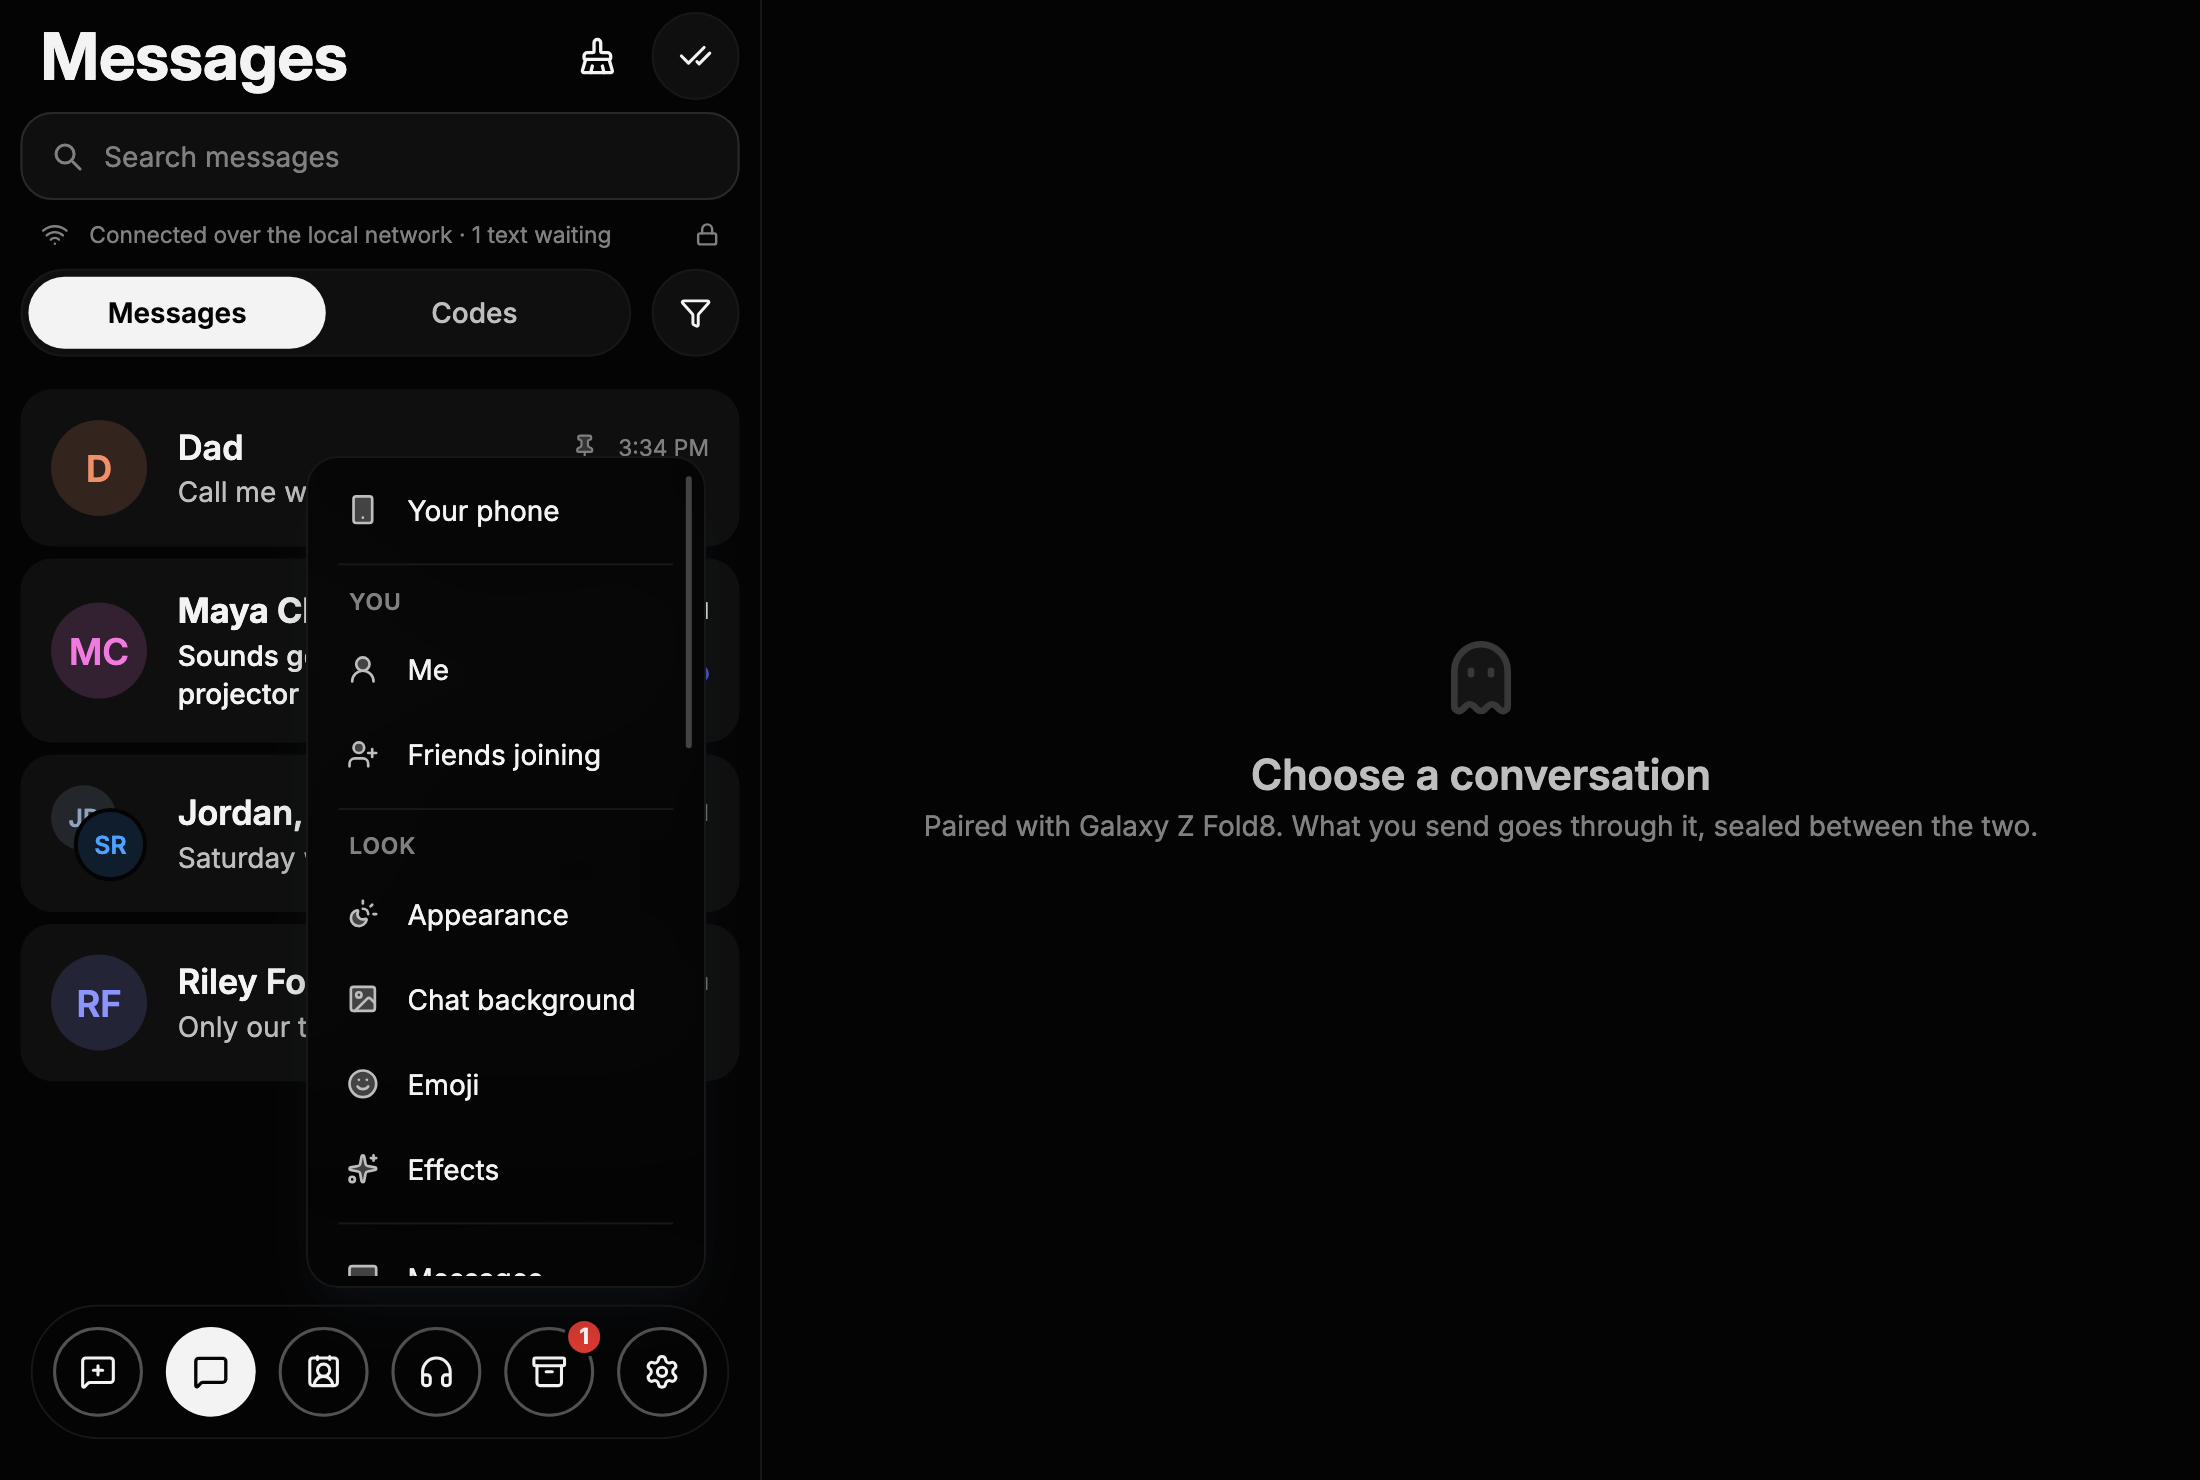 Messages
Search messages
Connected over the local network · 1 text waiting
Messages
Codes
D
Dad
3:34 PM
Call me
MC
Maya
Sounds
projector
SR
Jordan,
Saturday
RF
Riley
Only our
Your phone
YOU
Me
Friends joining
LOOK
Appearance
Chat background
Emoji
Effects
Messages
1
Choose a conversation
Paired with Galaxy Z Fold8. What you send goes through it, sealed between the two.